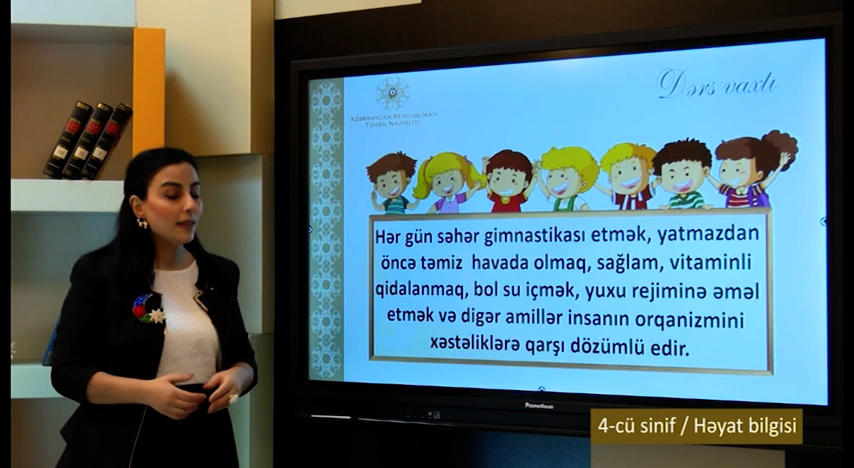 Dərs vaxtı
AZƏRBAYCAN RESPUBLİKASI
TƏHSİL NAZİRLİYİ
Hər gün səhər gimnastikası etmək, yatmazdan
öncə təmiz havada olmaq, sağlam, vitaminli
qidalanmaq, bol su içmək, yuxu rejiminə əməl
etmək və digər amillər insanın orqanizmini
xəstəliklərə qarşı dözümlü edir.
Promethean
4-cü sinif / Həyat bilgisi